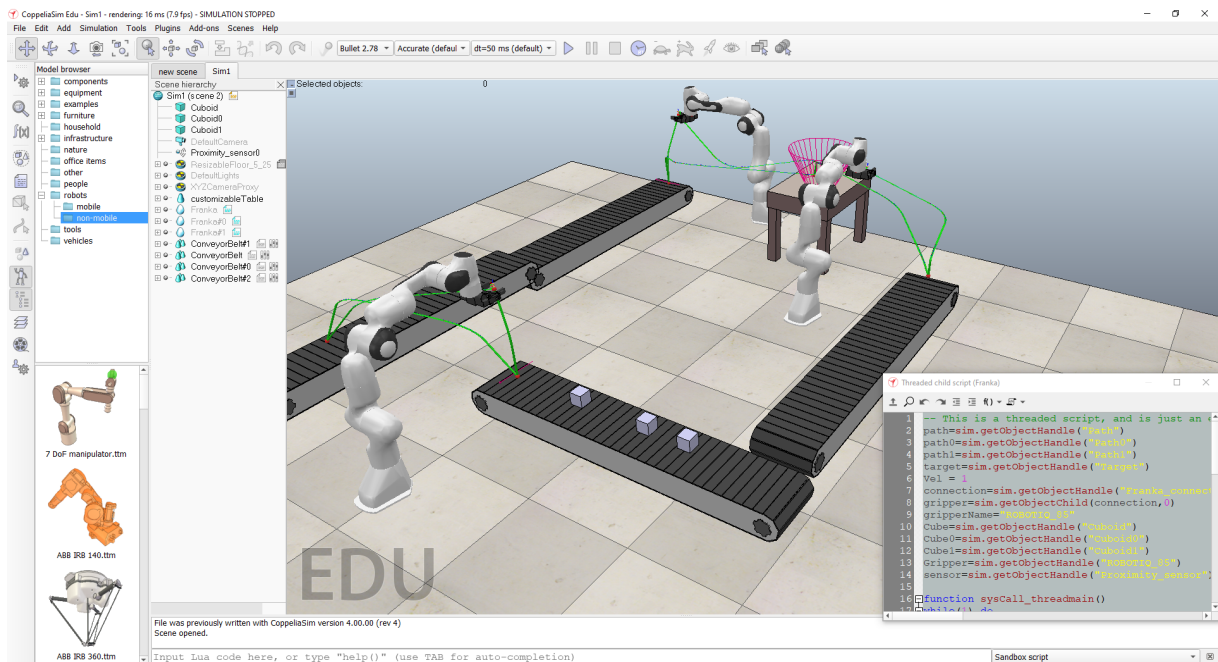 CoppeliaSim Edu - Sim1 - rendering: 16 ms (7.9 fps) - SIMULATION STOPPED
File Edit Add Simulation Tools Plugins Add-ons Scenes Help
Bullet 2.78 Accurate (defaul dt=50 ms (default)
Model browser
components
equipment
examples
furniture
household
infrastructure
nature
office items
other
people
robots
mobile
non-mobile
tools
vehicles
7 DoF manipulator.ttm
ABB IRB 140.ttm
ABB IRB 360.ttm
new scene Sim1
Scene hierarchy
Sim1 (scene 2)
Cuboid
Cuboid0
Cuboid1
DefaultCamera
Proximity_sensor0
ResizableFloor_5_25
DefaultLights
XYZCameraProxy
customizableTable
Franka
Franka#0
Franka#1
ConveyorBelt#1
ConveyorBelt
ConveyorBelt#0
ConveyorBelt#2
Selected objects: 0
EDU
Threaded child script (Franka)
f()
1 -- This is a threaded script, and is just an
2 path=sim.getObjectHandle("Path")
3 path0=sim.getObjectHandle("Path0")
4 path1=sim.getObjectHandle("Path1")
5 target=sim.getObjectHandle("Target")
6 Vel = 1
7 connection=sim.getObjectHandle("Franka_connect
8 gripper=sim.getObjectChild(connection,0)
9 gripperName="ROBOTIQ_85"
10 Cube=sim.getObjectHandle("Cuboid")
11 Cube0=sim.getObjectHandle("Cuboid0")
12 Cube1=sim.getObjectHandle("Cuboid1")
13 Gripper=sim.getObjectHandle("ROBOTIQ_85")
14 sensor=sim.getObjectHandle("Proximity_sensor")
15
16 function sysCall_threadmain()
17 while(1) do
File was previously written with CoppeliaSim version 4.00.00 (rev 4)
Scene opened.
Input Lua code here, or type "help()" (use TAB for auto-completion)
Sandbox script